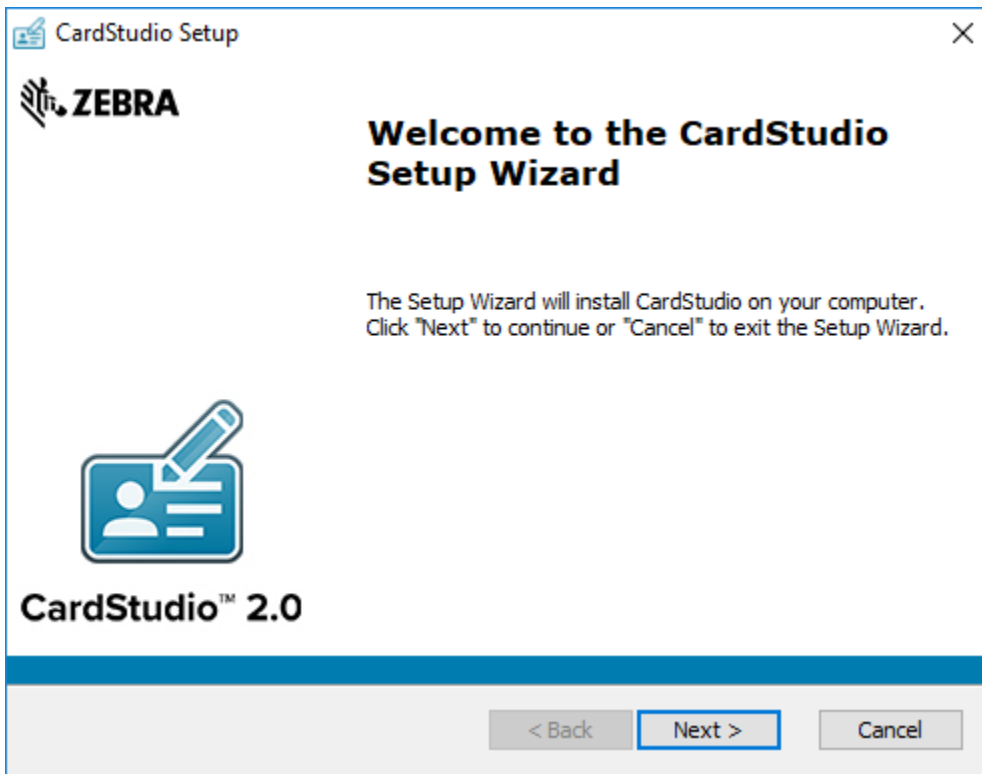 CardStudio Setup
ZEBRA
Welcome to the CardStudio
Setup Wizard
The Setup Wizard will install CardStudio on your computer.
Click "Next" to continue or "Cancel" to exit the Setup Wizard.
CardStudio™ 2.0
< Back
Next >
Cancel